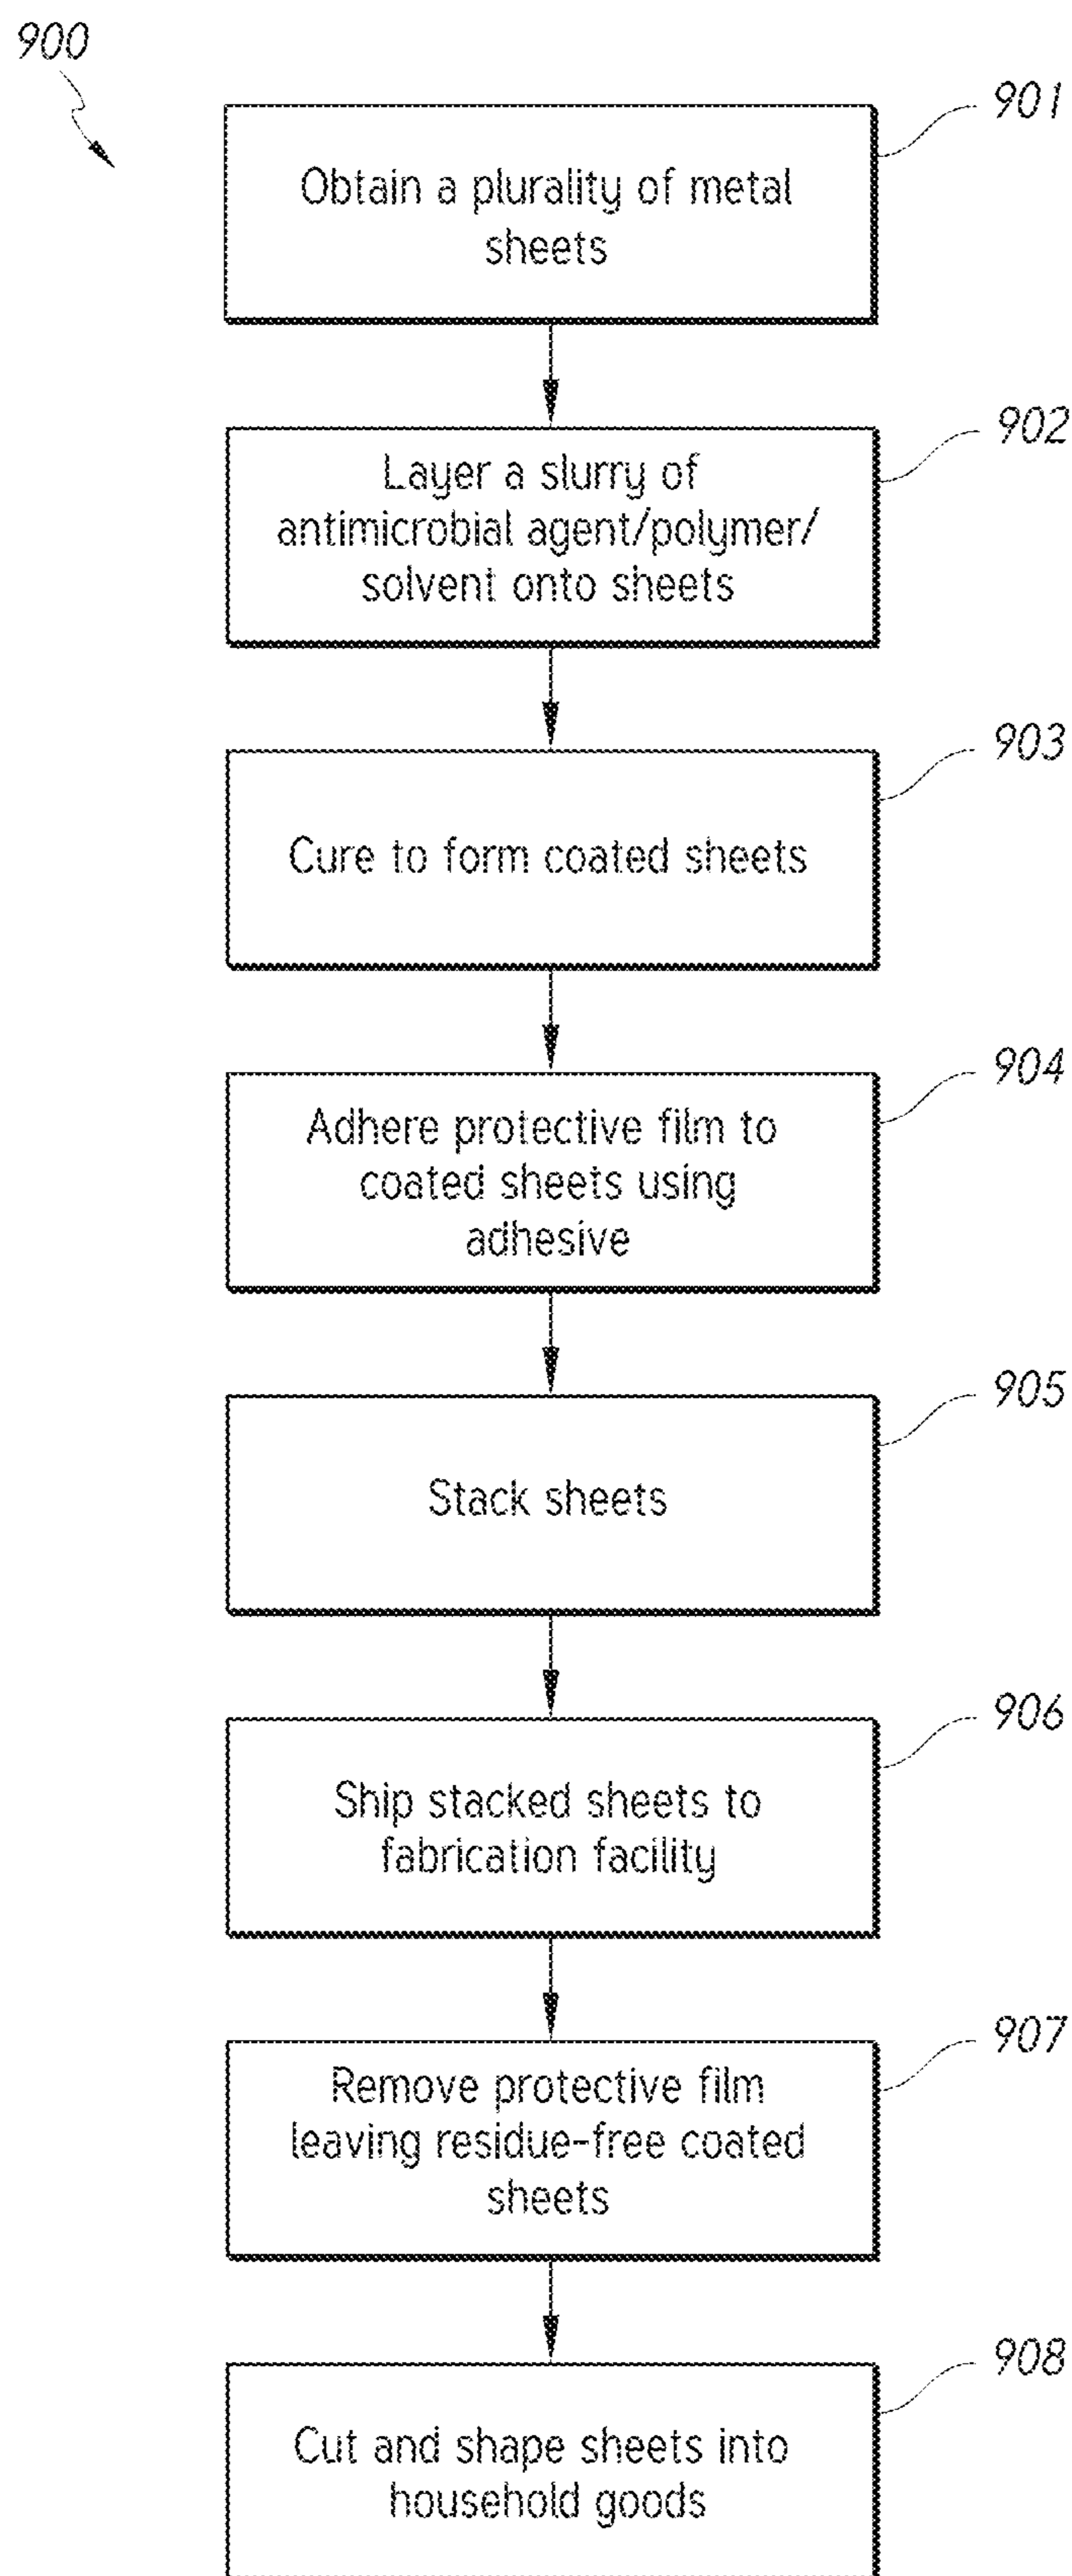 900
901
Obtain a plurality of metal
sheets
902
Layer a slurry of
antimicrobial agent/polymer/
solvent onto sheets
903
Cure to form coated sheets
904
Adhere protective film to
coated sheets using
adhesive
905
Stack sheets
906
Ship stacked sheets to
fabrication facility
907
Remove protective film
leaving residue-free coated
sheets
908
Cut and shape sheets into
household goods